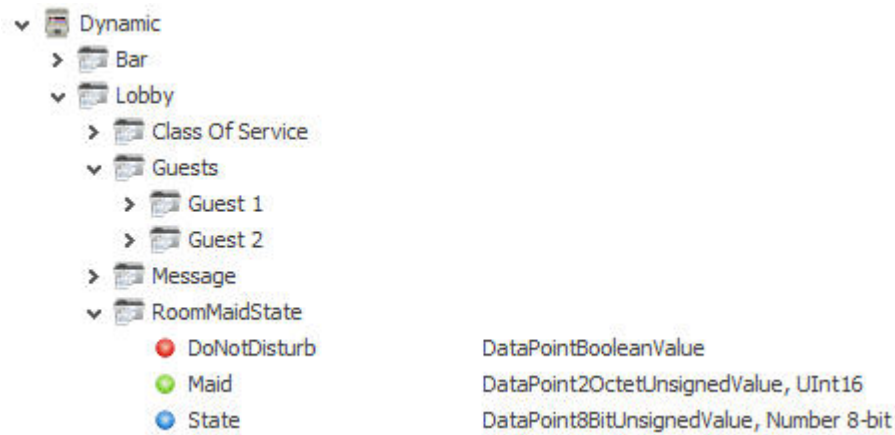 Dynamic
Bar
Lobby
Class Of Service
Guests
Guest 1
Guest 2
Message
RoomMaidState
DoNotDisturb DataPointBooleanValue
Maid DataPoint2OctetUnsignedValue, UInt16
State DataPoint8BitUnsignedValue, Number 8-bit